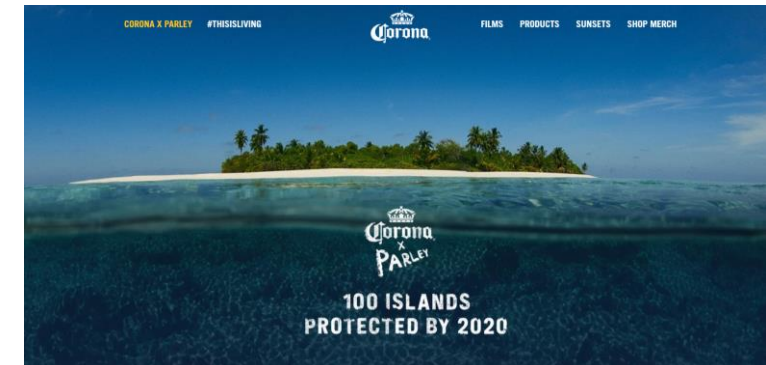 CORONA X PARLEY #THISISLIVING Corona FILMS PRODUCTS SUNSETS SHOP MERCH
Corona
X
PARLEY
100 ISLANDS
PROTECTED BY 2020